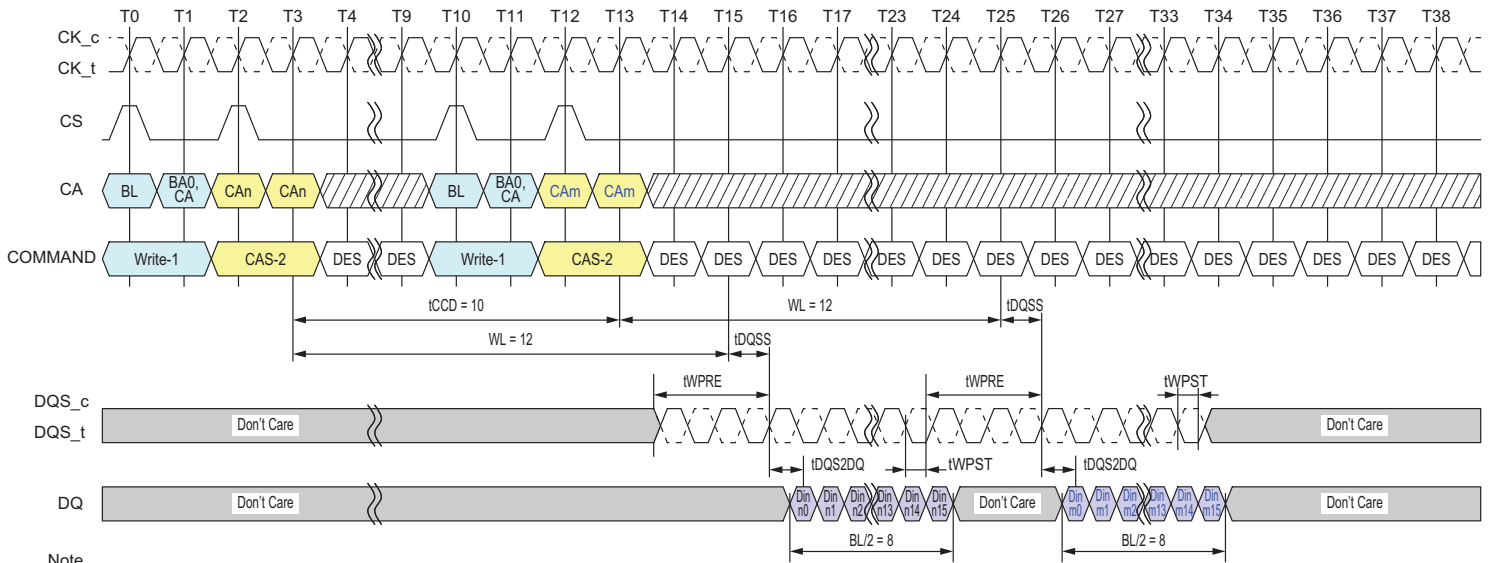 T0 T1 T2 T3 T4 T9 T10 T11 T12 T13 T14 T15 T16 T17 T23 T24 T25 T26 T27 T33 T34 T35 T36 T37 T38
CK_c
CK_t
CS
CA BL BA0, CA CAn CAn BL BA0, CA CAm CAm
COMMAND Write-1 CAS-2 DES DES Write-1 CAS-2 DES DES DES DES DES DES DES DES DES DES DES DES DES DES DES
tCCD = 10 WL = 12 tDQSS
WL = 12 tDQSS
tWPRE tWPRE tWPST
DQS_c
DQS_t Don't Care Don't Care
tDQS2DQ tWPST tDQS2DQ
DQ Don't Care Din n0 Din n1 Din n2 Din n13 Din n14 Din n15 Don't Care Din m0 Din m1 Din m2 Din m13 Din m14 Din m15 Don't Care
BL/2 = 8 BL/2 = 8
Note